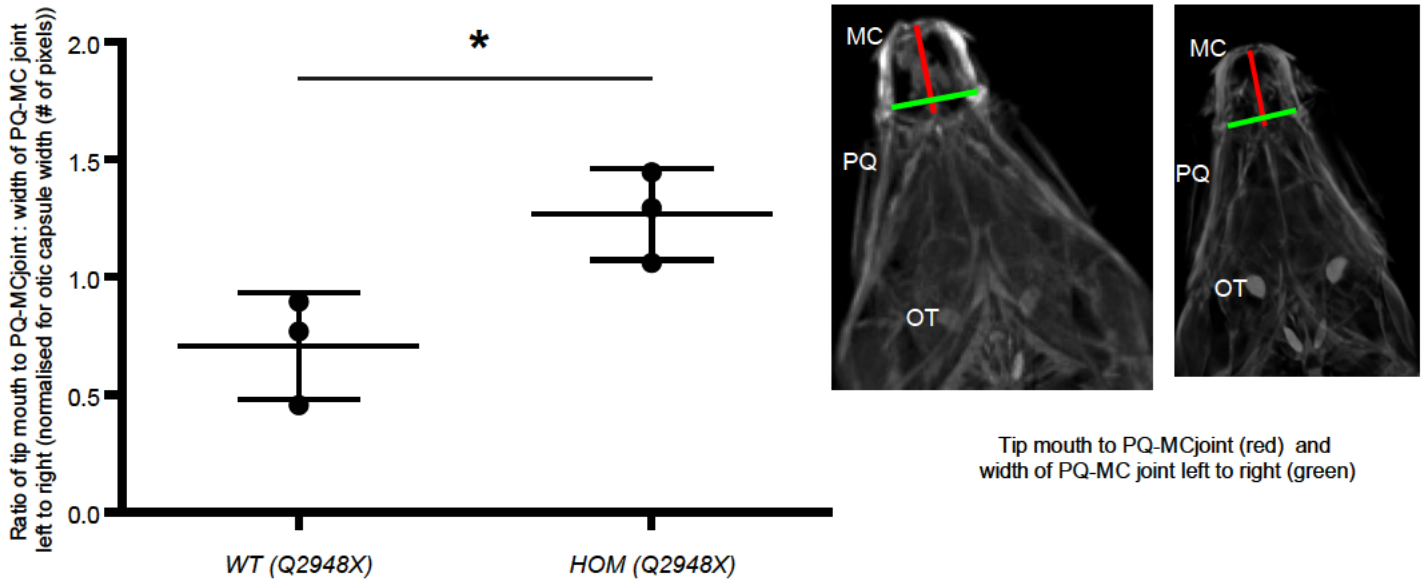 Ratio of tip mouth to PQ-MCjoint : width of PQ-MC joint
left to right (normalised for otic capsule width (# of pixels))
2.0
1.5
1.0
0.5
0.0
*
WT (Q2948X)
HOM (Q2948X)
MC
PQ
OT
MC
PQ
OT
Tip mouth to PQ-MCjoint (red) and
width of PQ-MC joint left to right (green)